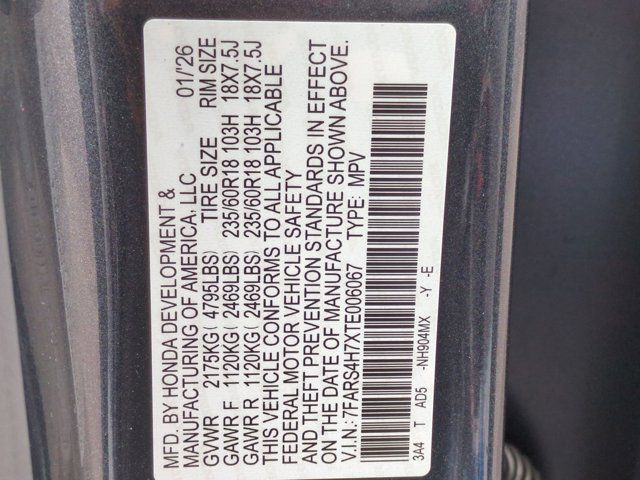 MFD. BY HONDA DEVELOPMENT &
MANUFACTURING OF AMERICA, LLC 01/'26
GVWR 2175KG( 4795LBS) TIRE SIZE RIM SIZE
GAWR F 1120KG( 2469LBS) 235/60R18 103H 18X7.5J
GAWR R 1120KG( 2469LBS) 235/60R18 103H 18X7.5J
THIS VEHICLE CONFORMS TO ALL APPLICABLE
FEDERAL MOTOR VEHICLE SAFETY
AND THEFT PREVENTION STANDARDS IN EFFECT
ON THE DATE OF MANUFACTURE SHOWN ABOVE.
V.I.N.: 7FARS4H7XTE006067 TYPE: MPV
3A4 T AD5 -NH904MX -Y -E